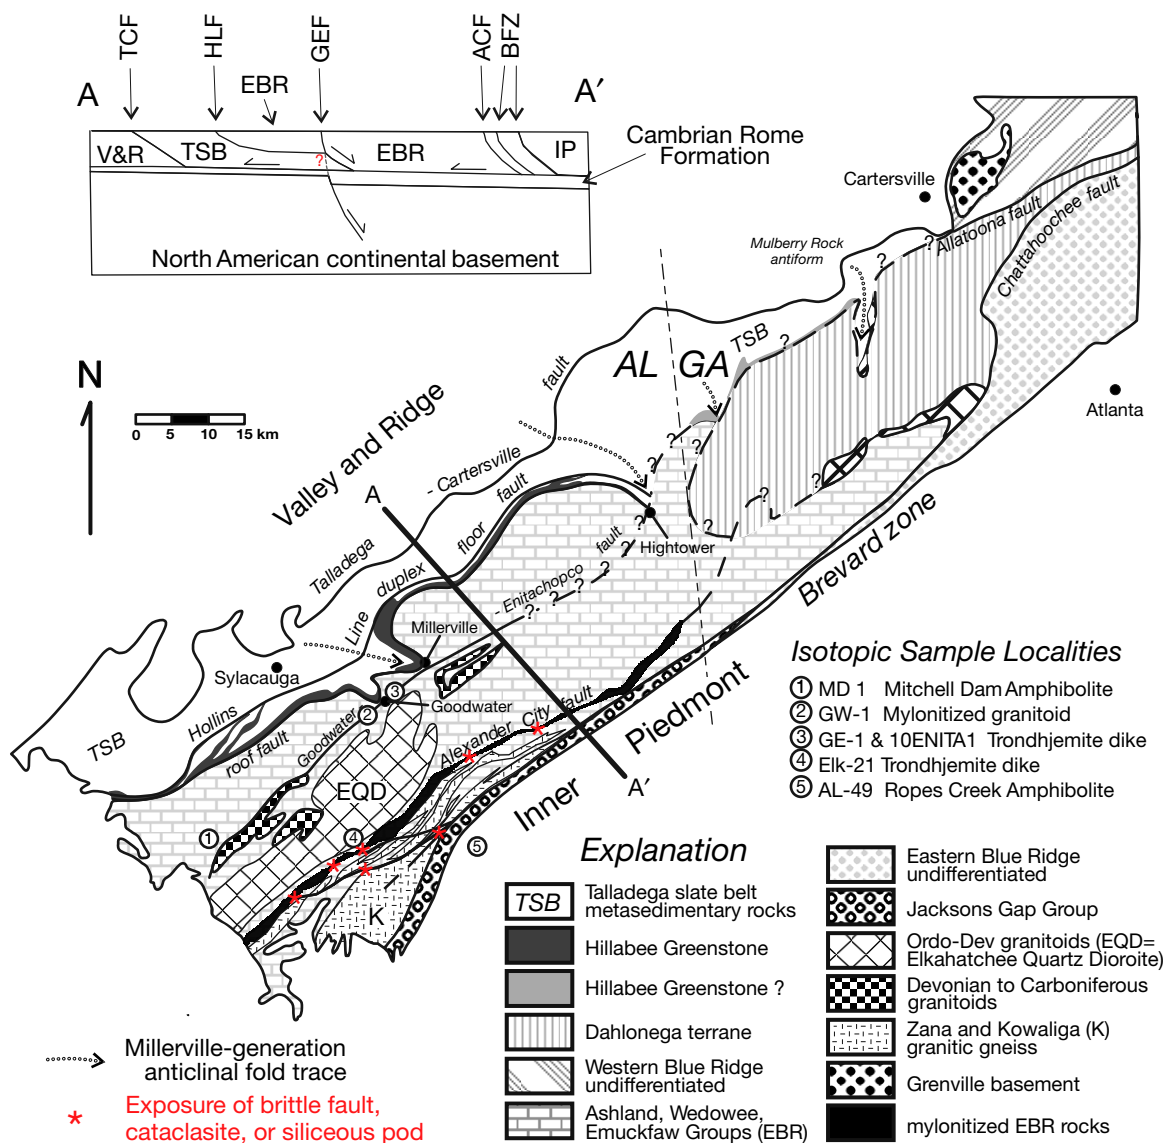 TCF
HLF
GEF
ACF
BFZ
A
EBR
A′
V&R
TSB
?
EBR
IP
Cambrian Rome
Formation
North American continental basement
Cartersville
Allatoona fault
Chattahoochee fault
Mulberry Rock
antiform
N
0 5 10 15 km
AL
GA
TSB
Atlanta
Valley and Ridge
Talladega - Cartersville fault
A
Hightower
Hollins Line duplex floor fault
- Enitachopco fault
Millerville
Sylacauga
3
2
Goodwater
Goodwater
roof fault
TSB
Alexander City fault
EQD
1
4
5
K
A′
Brevard zone
Inner Piedmont
? ? ? ? ? ? ? ? ? ? ? ? ? ? ? ?
Isotopic Sample Localities
1 MD 1 Mitchell Dam Amphibolite
2 GW-1 Mylonitized granitoid
3 GE-1 & 10ENITA1 Trondhjemite dike
4 Elk-21 Trondhjemite dike
5 AL-49 Ropes Creek Amphibolite
Explanation
TSB Talladega slate belt
metasedimentary rocks
Hillabee Greenstone
Hillabee Greenstone ?
Dahlonega terrane
Western Blue Ridge
undifferentiated
Ashland, Wedowee,
Emuckfaw Groups (EBR)
Eastern Blue Ridge
undifferentiated
Jacksons Gap Group
Ordo-Dev granitoids (EQD=
Elkahatchee Quartz Dioroite)
Devonian to Carboniferous
granitoids
Zana and Kowaliga (K)
granitic gneiss
Grenville basement
mylonitized EBR rocks
Millerville-generation
anticlinal fold trace
* Exposure of brittle fault,
cataclasite, or siliceous pod